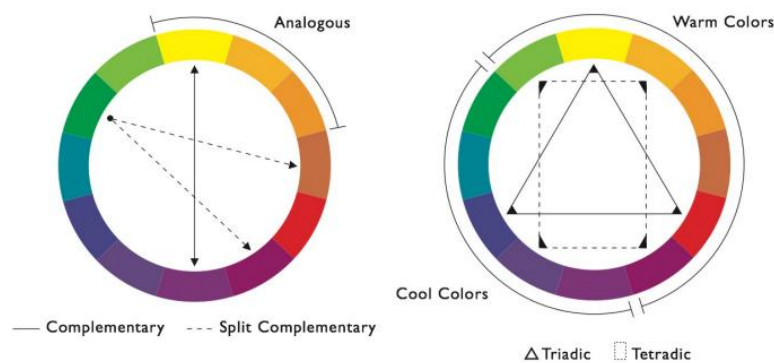 Analogous
Warm Colors
Cool Colors
Complementary
Split Complementary
Triadic
Tetradic